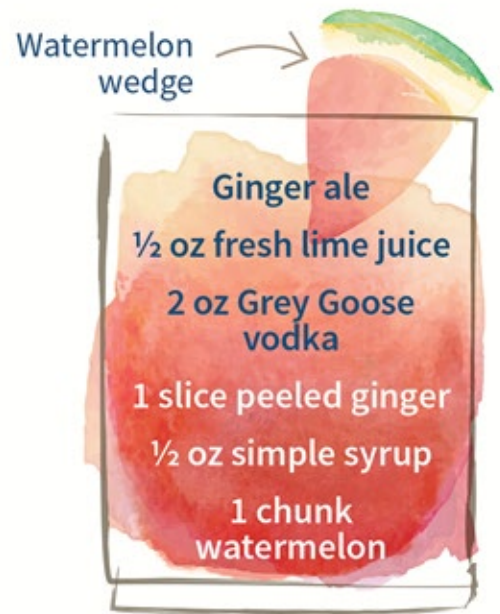 Watermelon
wedge
Ginger ale
½ oz fresh lime juice
2 oz Grey Goose
vodka
1 slice peeled ginger
½ oz simple syrup
1 chunk
watermelon